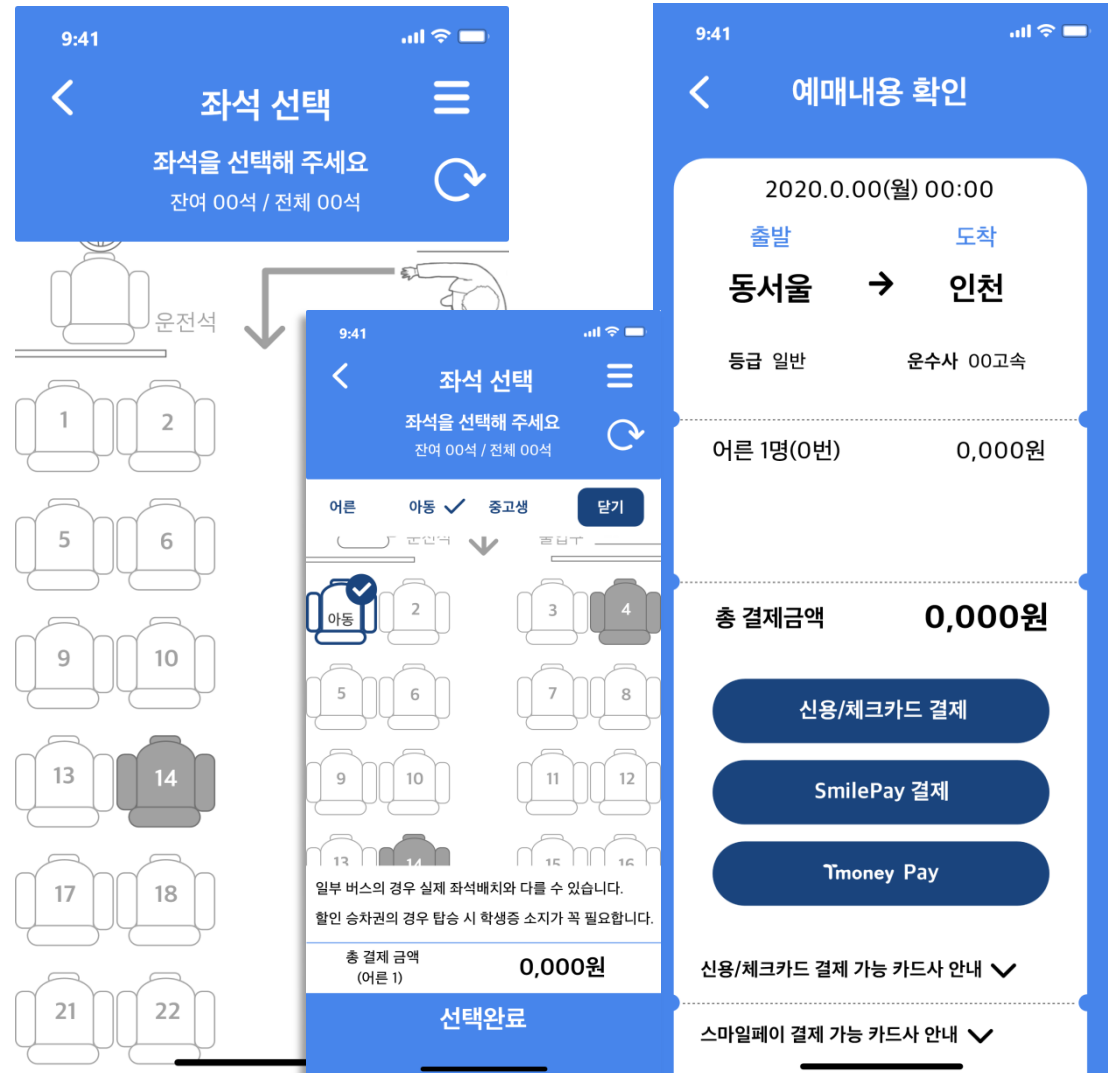 9:41
좌석 선택
좌석을 선택해 주세요
잔여 00석 / 전체 00석
운전석
1 2
5 6
9 10
13 14
17 18
21 22
9:41
좌석 선택
좌석을 선택해 주세요
잔여 00석 / 전체 00석
어른 아동 중고생 닫기
운전석 출입구
아동 2 3 4
5 6 7 8
9 10 11 12
13 14 15 16
일부 버스의 경우 실제 좌석배치와 다를 수 있습니다.
할인 승차권의 경우 탑승 시 학생증 소지가 꼭 필요합니다.
총 결제 금액
(어른 1)
0,000원
선택완료
9:41
예매내용 확인
2020.0.00(월) 00:00
출발 도착
동서울 → 인천
등급 일반 운수사 00고속
어른 1명(0번) 0,000원
총 결제금액 0,000원
신용/체크카드 결제
SmilePay 결제
Tmoney Pay
신용/체크카드 결제 가능 카드사 안내
스마일페이 결제 가능 카드사 안내